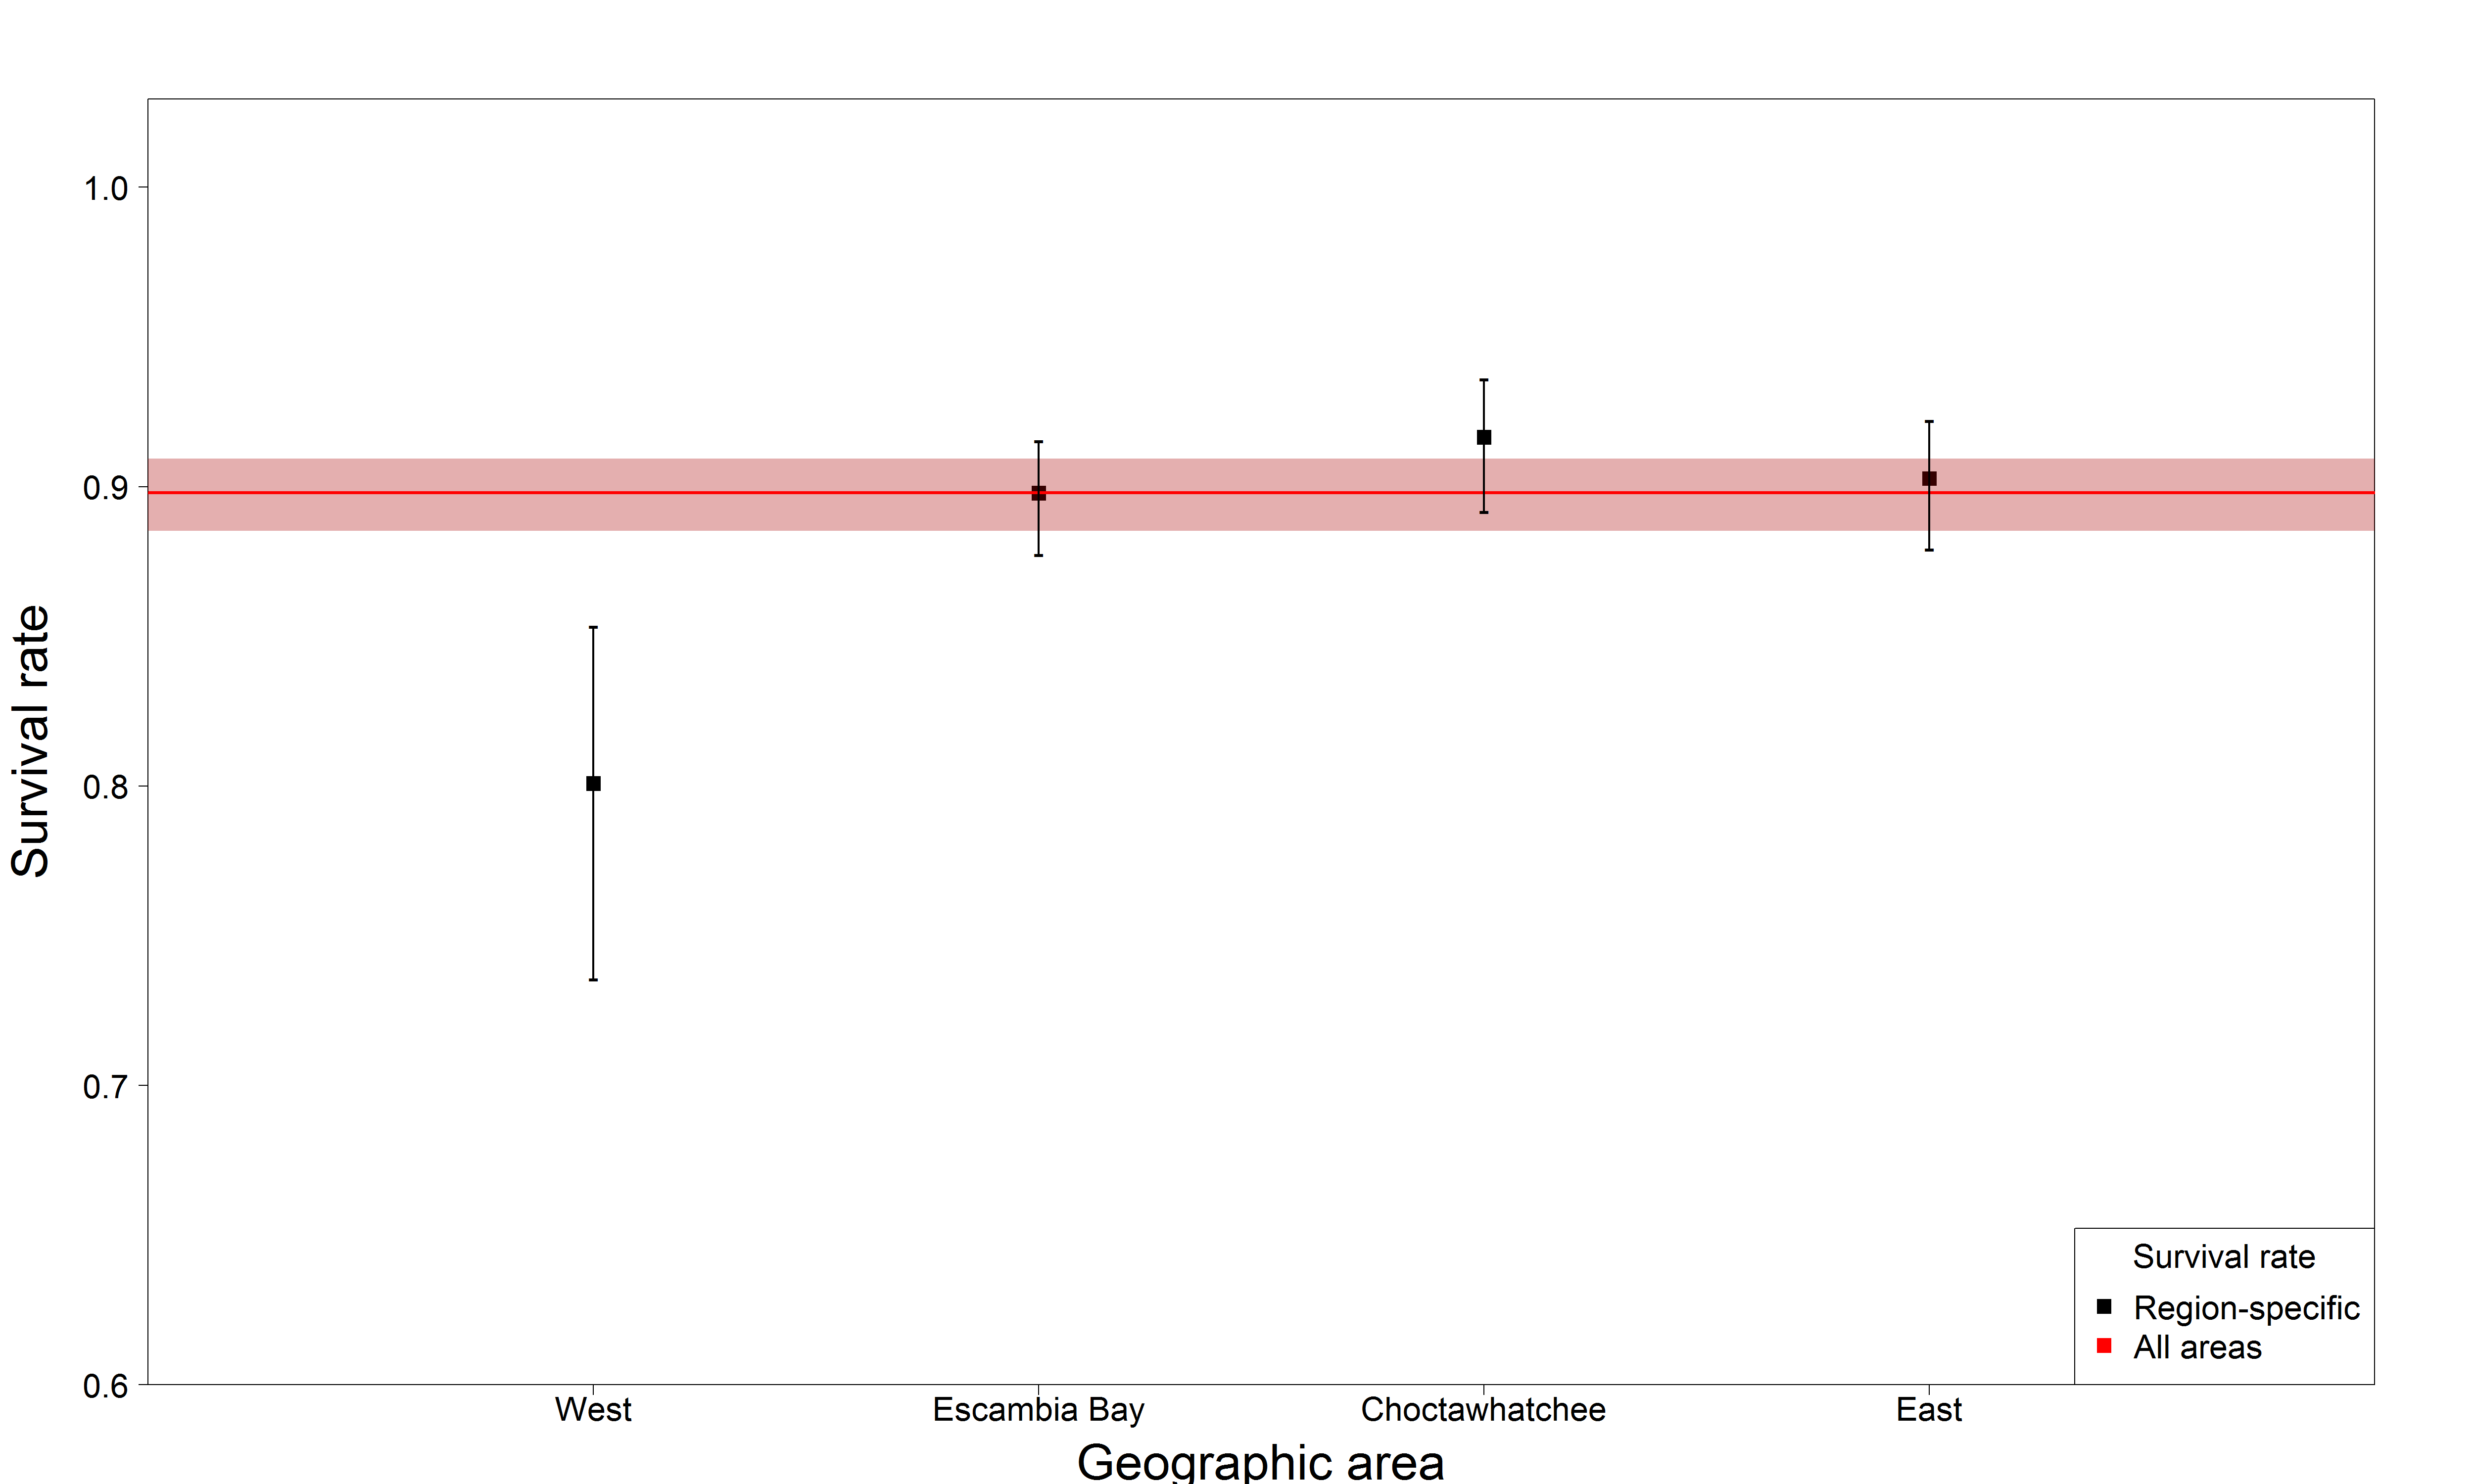 1.0
0.9
0.8
0.7
0.6
Survival rate
West
Escambia Bay
Choctawhatchee
East
Geographic area
Survival rate
Region-specific
All areas